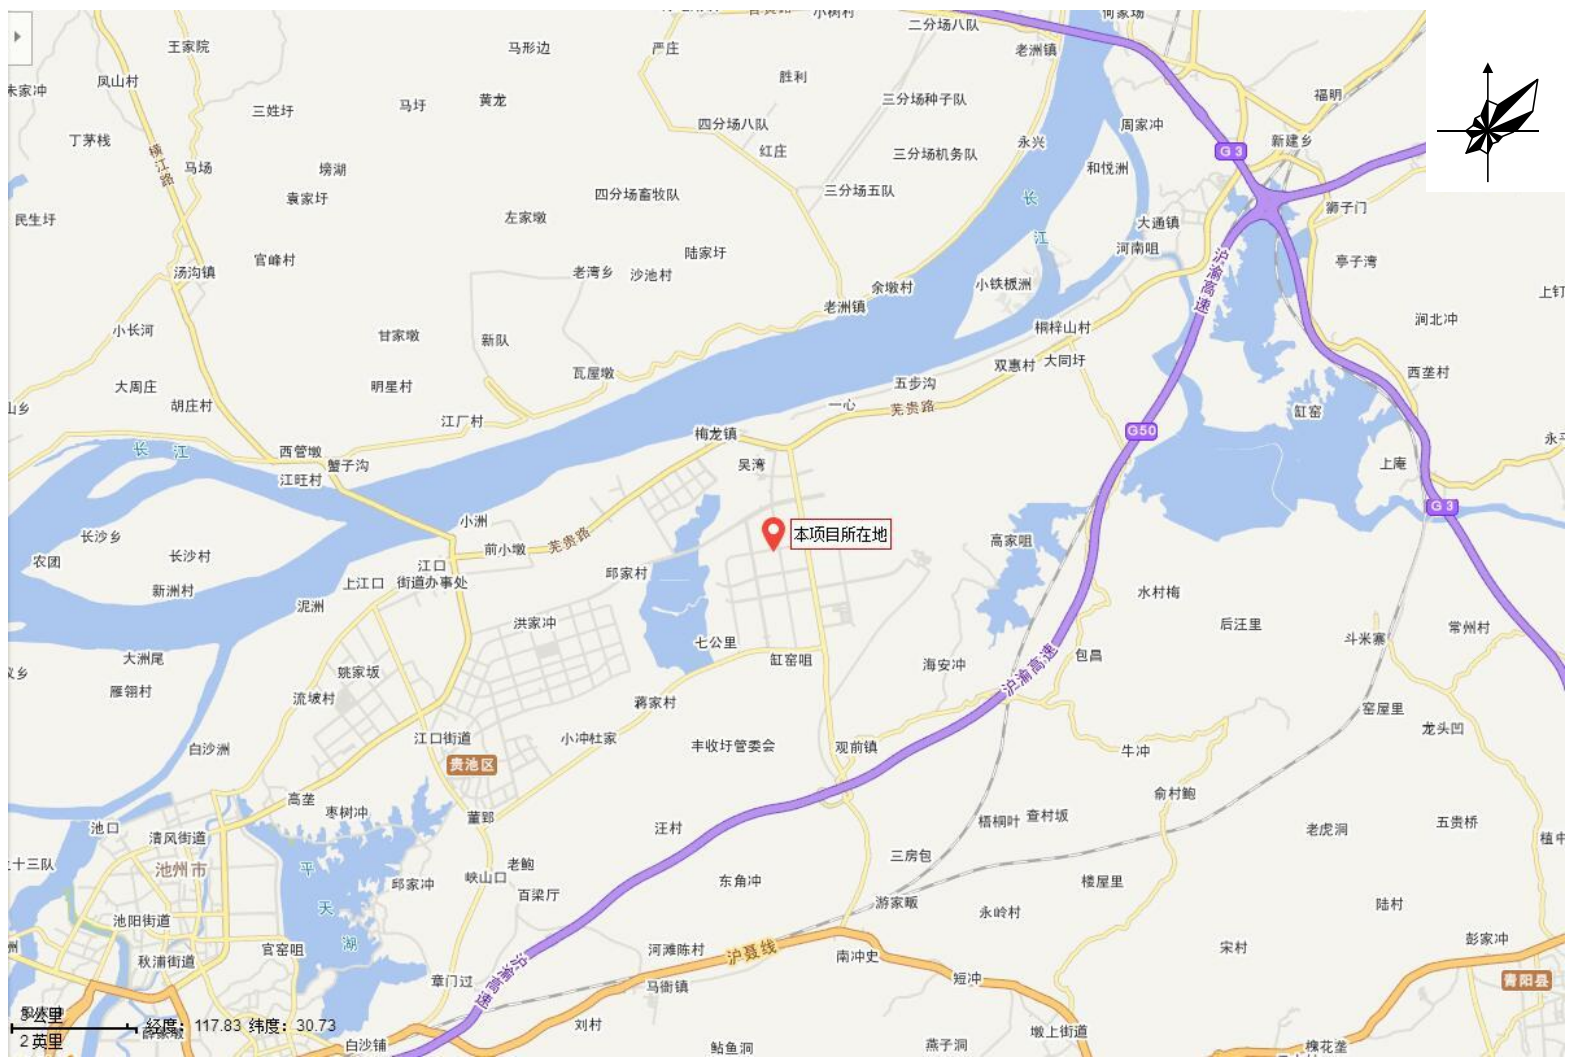 小树村
何家场
二分场八队
王家院
马形边
严庄
老洲镇
凤山村
朱家冲
胜利
三姓圩
马圩
黄龙
三分场种子队
福明
四分场八队
周家冲
丁茅栈
横江路
马场
塝湖
红庄
三分场机务队
永兴
G3
新建乡
和悦洲
袁家圩
四分场畜牧队
三分场五队
长江
狮子门
民生圩
左家墩
大通镇
河南咀
官峰村
陆家圩
汤沟镇
老湾乡
沙池村
亭子湾
沪渝高速
余墩村
小铁板洲
上钉
老洲镇
小长河
甘家墩
新队
桐梓山村
涧北冲
瓦屋墩
双惠村
大同圩
西垄村
大周庄
明星村
五步沟
山乡
胡庄村
一心
芜贵路
缸窑
江厂村
梅龙镇
G50
长江
西管墩
蟹子沟
吴湾
上庵
江旺村
G3
小洲
长沙乡
本项目所在地
芜贵路
高家咀
前小墩
长沙村
农团
江口
街道办事处
上江口
邱家村
新洲村
泥洲
水村梅
洪家冲
后汪里
斗米寨
常州村
七公里
大洲尾
缸窑咀
海安冲
包昌
姚家坂
沪渝高速
雁翎村
流坡村
蒋家村
窑屋里
龙头凹
白沙洲
江口街道
小冲杜家
丰收圩管委会
观前镇
牛冲
贵池区
高垄
枣树冲
俞村鲍
池口
清风街道
董郢
汪村
梧桐叶
查村坂
老虎洞
五贵桥
十三队
池州市
平天湖
老鲍
三房包
邱家冲
峡山口
百梁厅
东角冲
楼屋里
游家畈
陆村
池阳街道
永岭村
官窑咀
河滩陈村
沪聂线
南冲史
宋村
彭家冲
秋浦街道
章门过
沪渝高速
马衙镇
短冲
青阳县
公里
2英里
经度：117.83 纬度：30.73
刘村
墩上街道
白沙铺
鲇鱼洞
燕子洞
槐花垄